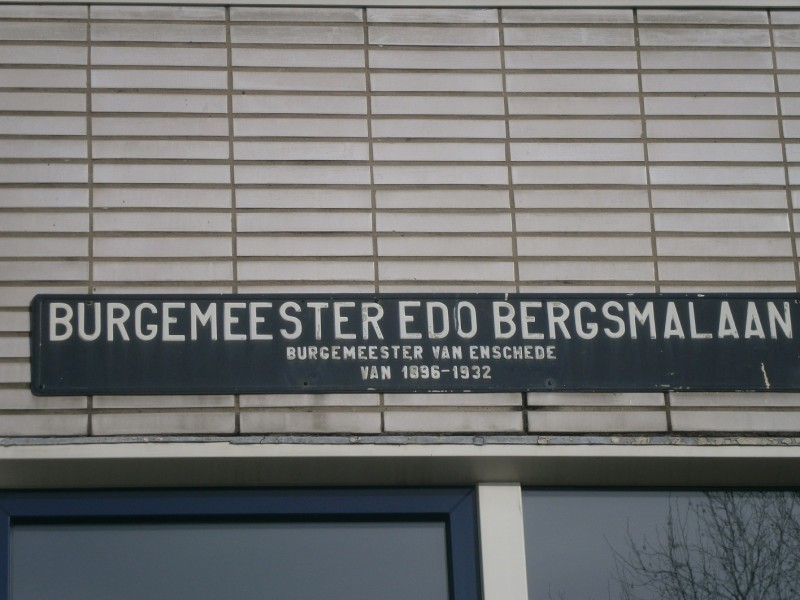 BURGEMEESTER EDO BERGSMALAAN
BURGEMEESTER VAN ENSCHEDE
VAN 1896-1932